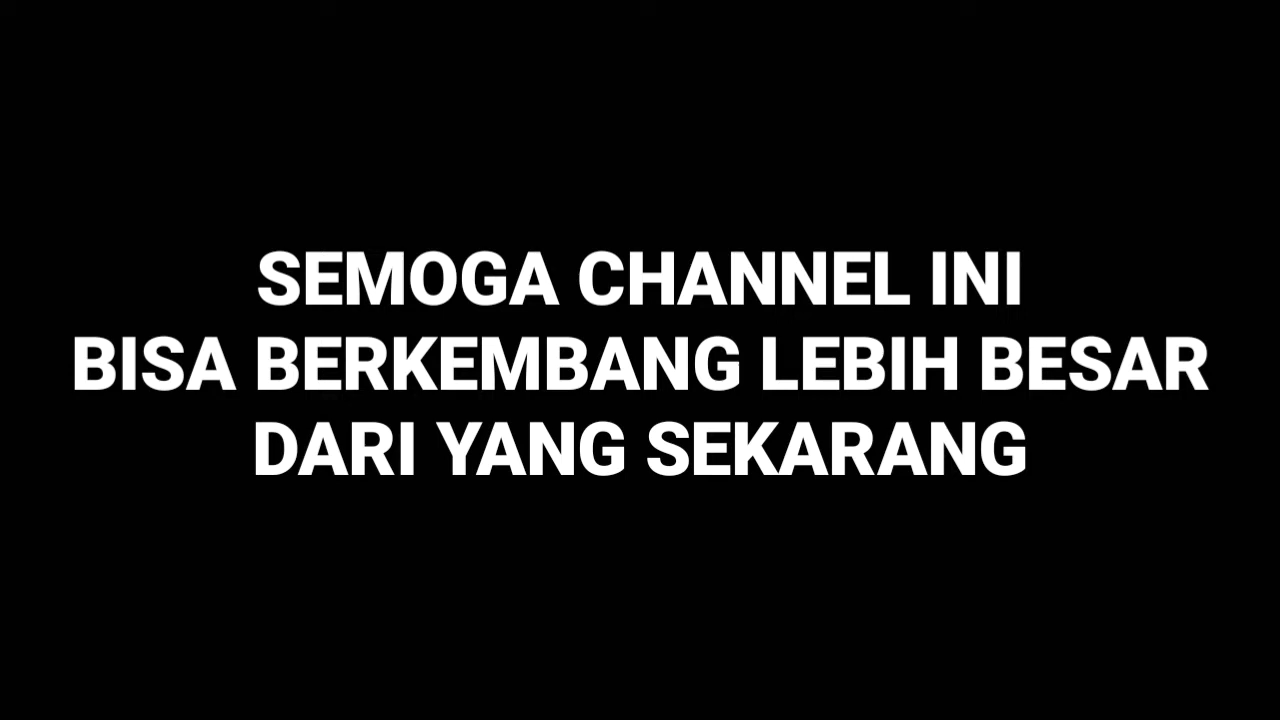 SEMOGA CHANNEL INI
BISA BERKEMBANG LEBIH BESAR
DARI YANG SEKARANG